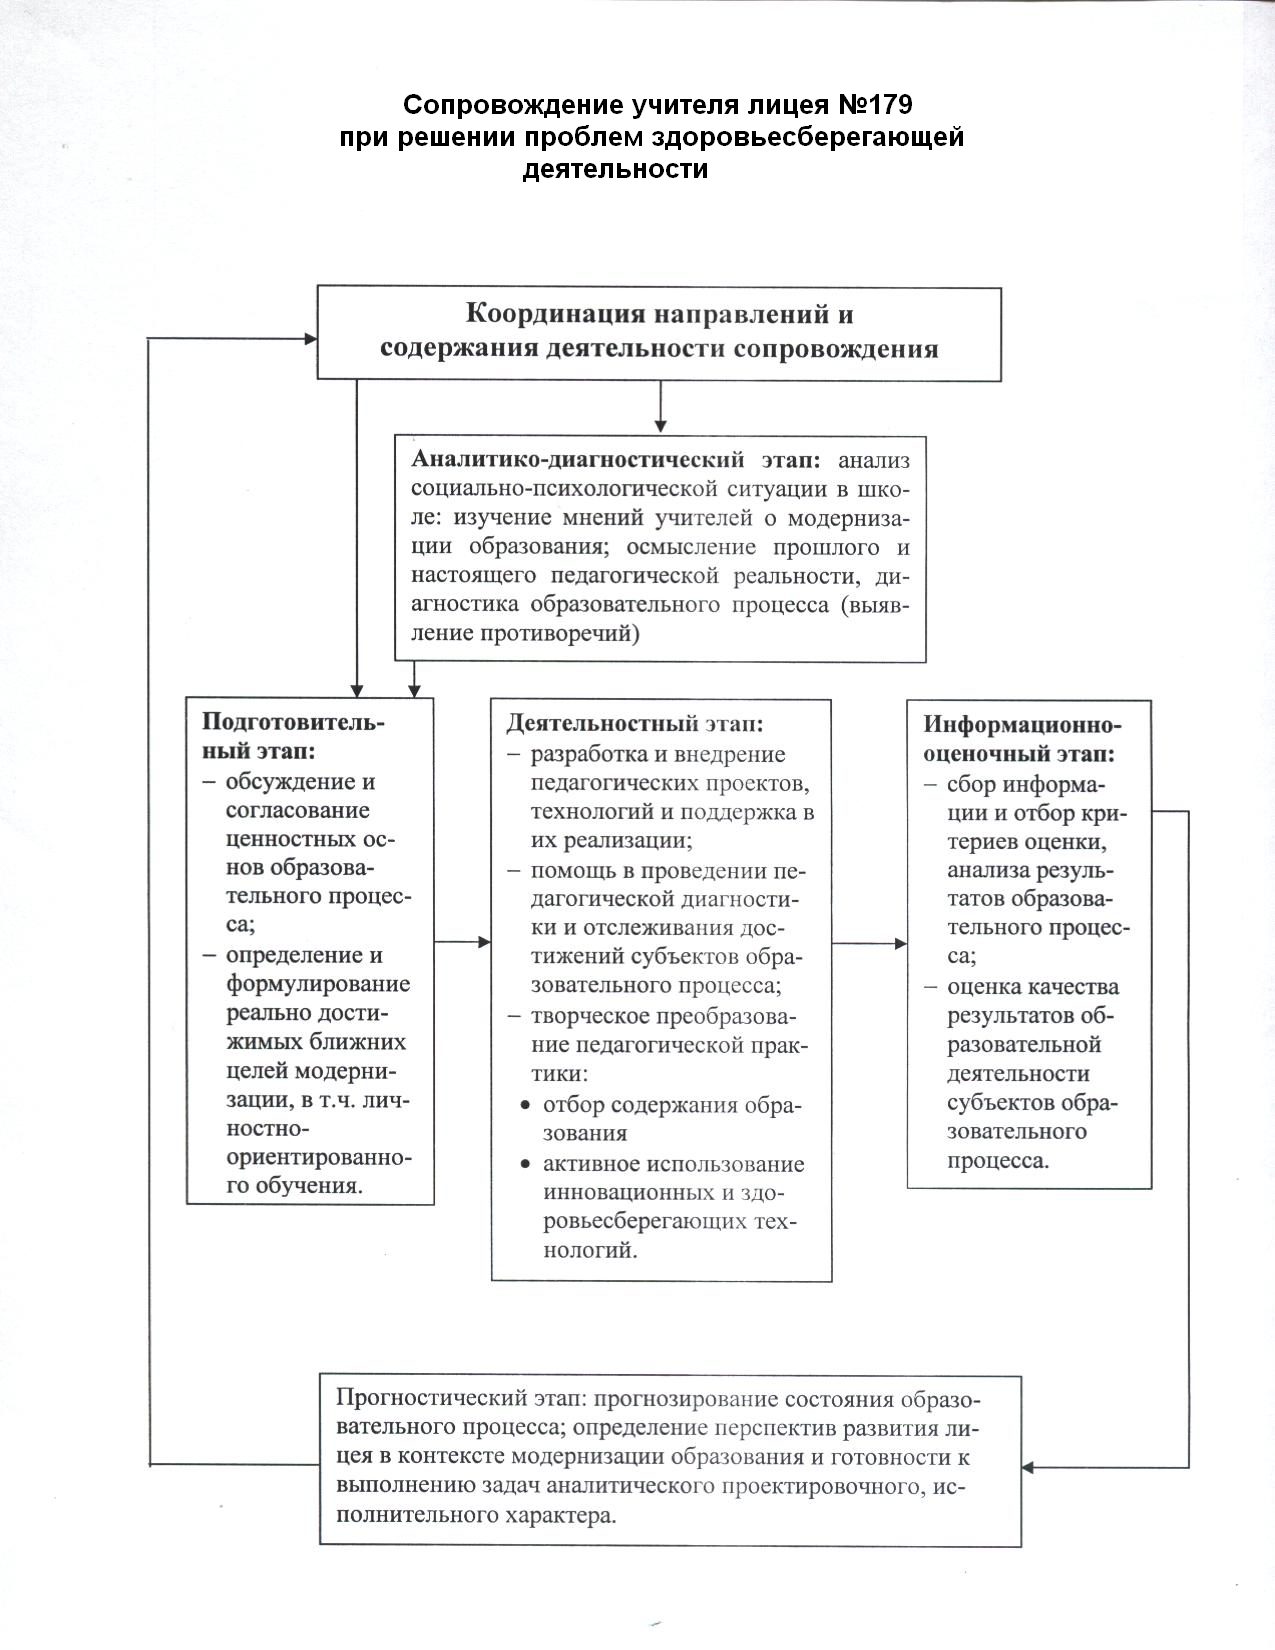 Сопровождение учителя лицея №179
при решении проблем здоровьесберегающей
деятельности
Координация направлений и
содержания деятельности сопровождения
Аналитико-диагностический этап: анализ
социально-психологической ситуации в шко-
ле: изучение мнений учителей о модерниза-
ции образования; осмысление прошлого и
настоящего педагогической реальности, ди-
агностика образовательного процесса (выяв-
ление противоречий)
Подготовитель-
ный этап:
– обсуждение и
согласование
ценностных ос-
нов образова-
тельного процес-
са;
– определение и
формулирование
реально дости-
жимых ближних
целей модерни-
зации, в т.ч. лич-
ностно-
ориентированно-
го обучения.
Деятельностный этап:
– разработка и внедрение
педагогических проектов,
технологий и поддержка в
их реализации;
– помощь в проведении пе-
дагогической диагности-
ки и отслеживания дос-
тижений субъектов обра-
зовательного процесса;
– творческое преобразова-
ние педагогической прак-
тики:
• отбор содержания обра-
зования
• активное использование
инновационных и здо-
ровьесберегающих тех-
нологий.
Информационно-
оценочный этап:
– сбор информа-
ции и отбор кри-
териев оценки,
анализа резуль-
татов образова-
тельного процес-
са;
– оценка качества
результатов об-
разовательной
деятельности
субъектов обра-
зовательного
процесса.
Прогностический этап: прогнозирование состояния образо-
вательного процесса; определение перспектив развития ли-
цея в контексте модернизации образования и готовности к
выполнению задач аналитического проектировочного, ис-
полнительного характера.